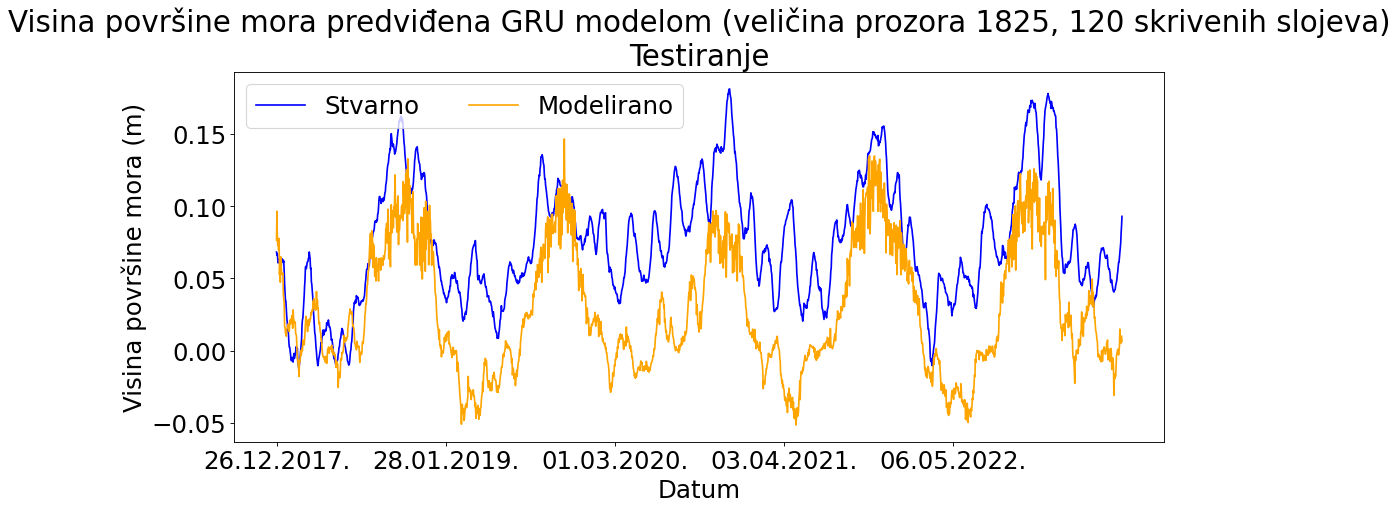 Visina površine mora predviđena GRU modelom (veličina prozora 1825, 120 skrivenih slojeva)
Testiranje
Stvarno Modelirano
Visina površine mora (m)
0.15
0.10
0.05
0.00
−0.05
26.12.2017. 28.01.2019. 01.03.2020. 03.04.2021. 06.05.2022.
Datum